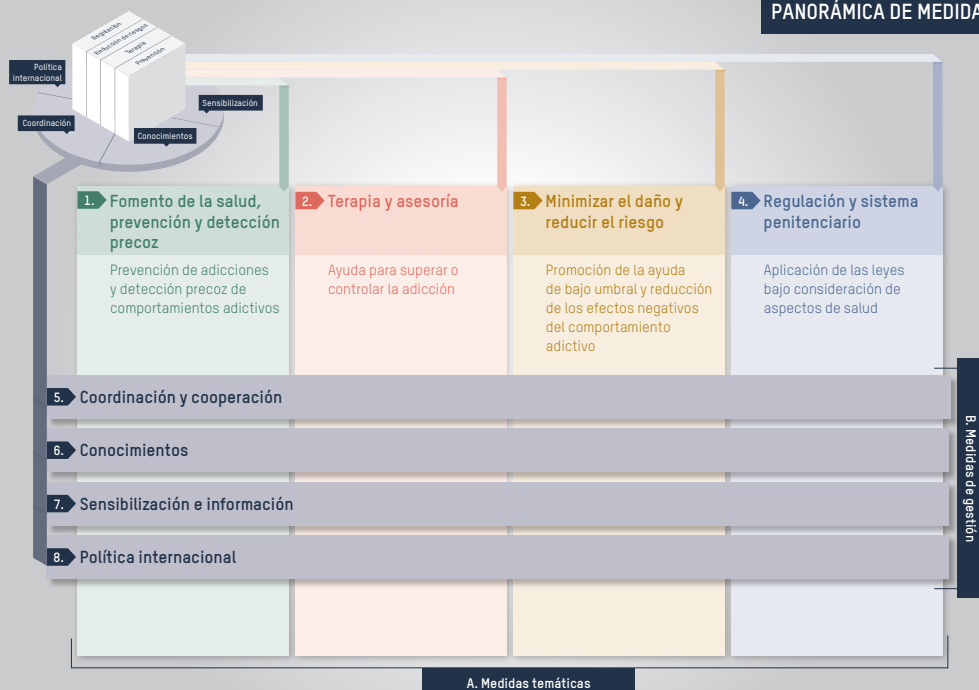 PANORÁMICA DE MEDIDA
Regulación
Reducción de riesgos
Terapia
Prevención
Política
internacional
Sensibilización
Coordinación
Conocimientos
1. Fomento de la salud,
prevención y detección
precoz
Prevención de adicciones
y detección precoz de
comportamientos adictivos
2. Terapia y asesoría
Ayuda para superar o
controlar la adicción
3. Minimizar el daño y
reducir el riesgo
Promoción de la ayuda
de bajo umbral y reducción
de los efectos negativos
del comportamiento
adictivo
4. Regulación y sistema
penitenciario
Aplicación de las leyes
bajo consideración de
aspectos de salud
5. Coordinación y cooperación
6. Conocimientos
7. Sensibilización e información
8. Política internacional
B. Medidas de gestión
A. Medidas temáticas